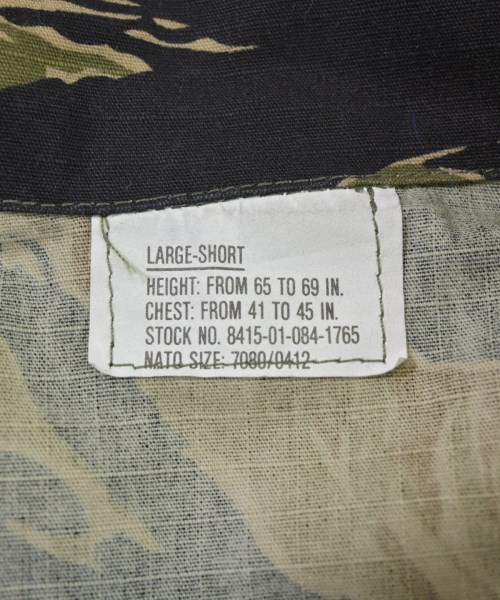 LARGE-SHORT
HEIGHT: FROM 65 TO 69 IN.
CHEST: FROM 41 TO 45 IN.
STOCK NO. 8415-01-084-1765
NATO SIZE: 7080/0412